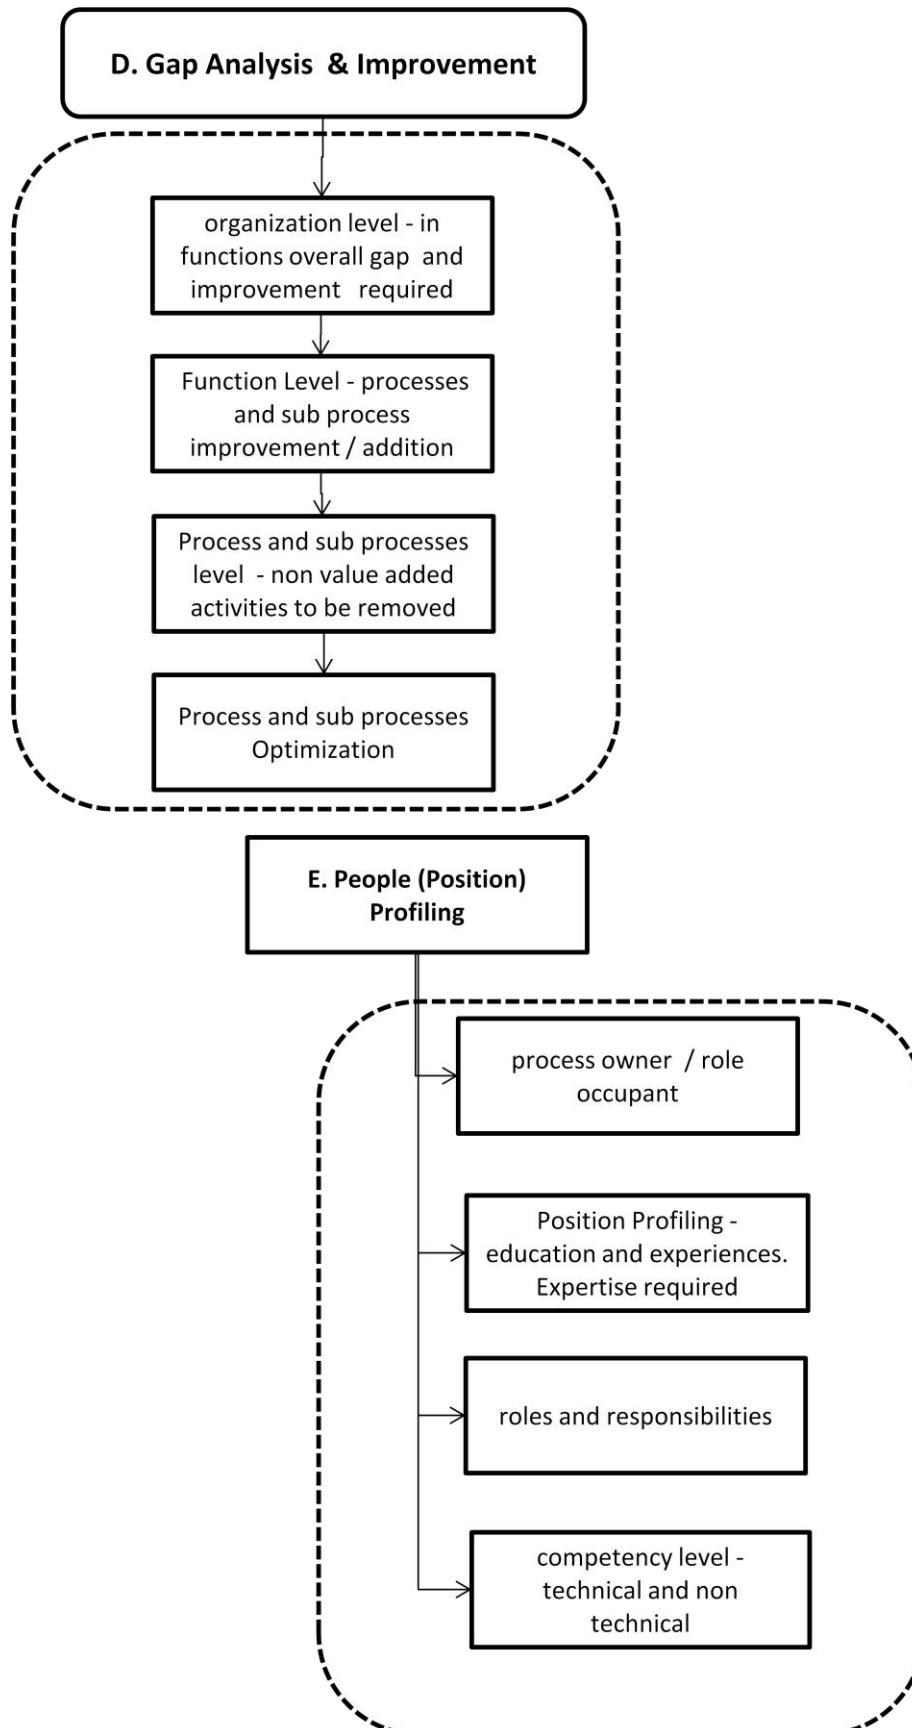 D. Gap Analysis & Improvement
organization level - in
functions overall gap and
improvement required
Function Level - processes
and sub process
improvement / addition
Process and sub processes
level - non value added
activities to be removed
Process and sub processes
Optimization
E. People (Position)
Profiling
process owner / role
occupant
Position Profiling -
education and experiences.
Expertise required
roles and responsibilities
competency level -
technical and non
technical